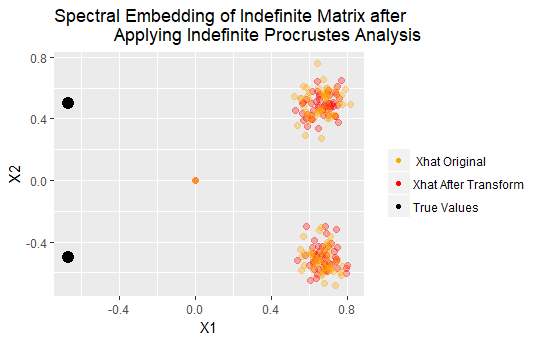 Spectral Embedding of Indefinite Matrix after
Applying Indefinite Procrustes Analysis
0.8
0.4
0.0
-0.4
X2
-0.4
0.0
0.4
0.8
X1
Xhat Original
Xhat After Transform
True Values